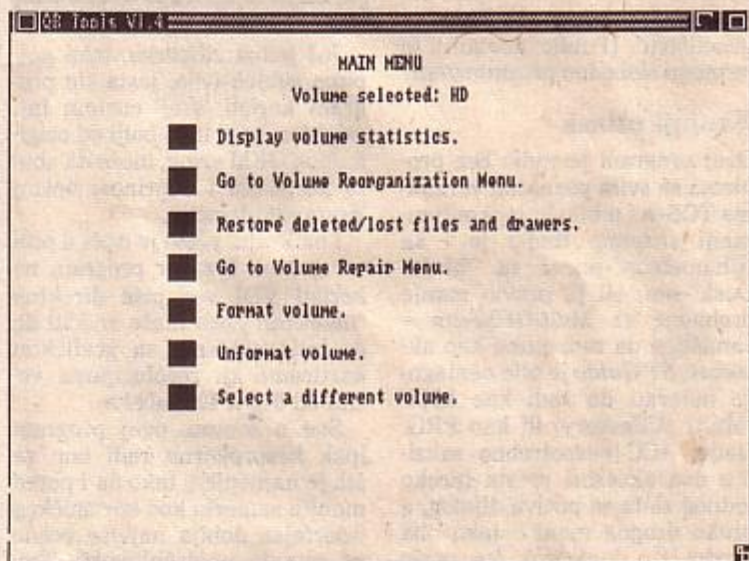 QB Tools V1.4
MAIN MENU
Volume selected: HD
Display volume statistics.
Go to Volume Reorganization Menu.
Restore deleted/lost files and drawers.
Go to Volume Repair Menu.
Format volume.
Unformat volume.
Select a different volume.